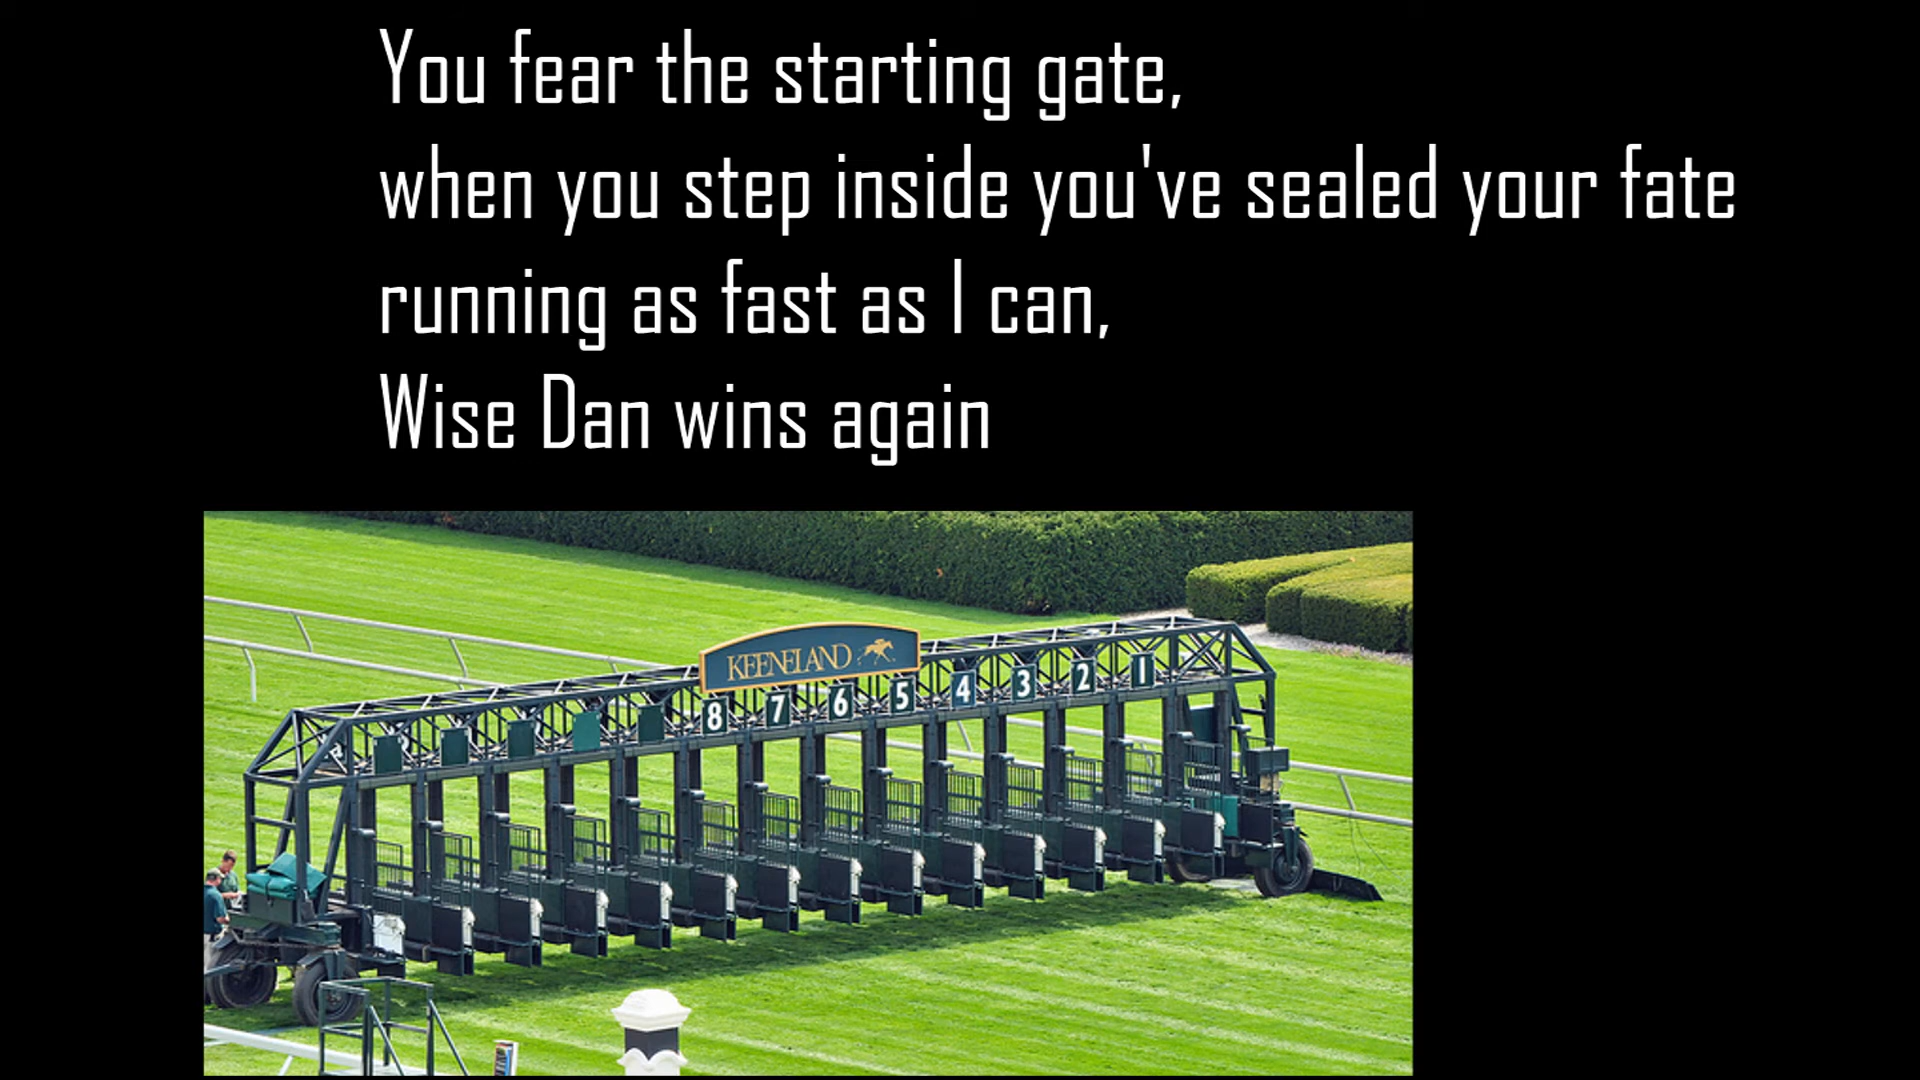 You fear the starting gate,
when you step inside you've sealed your fate
running as fast as I can,
Wise Dan wins again
KEENELAND
8 7 6 5 4 3 2 1